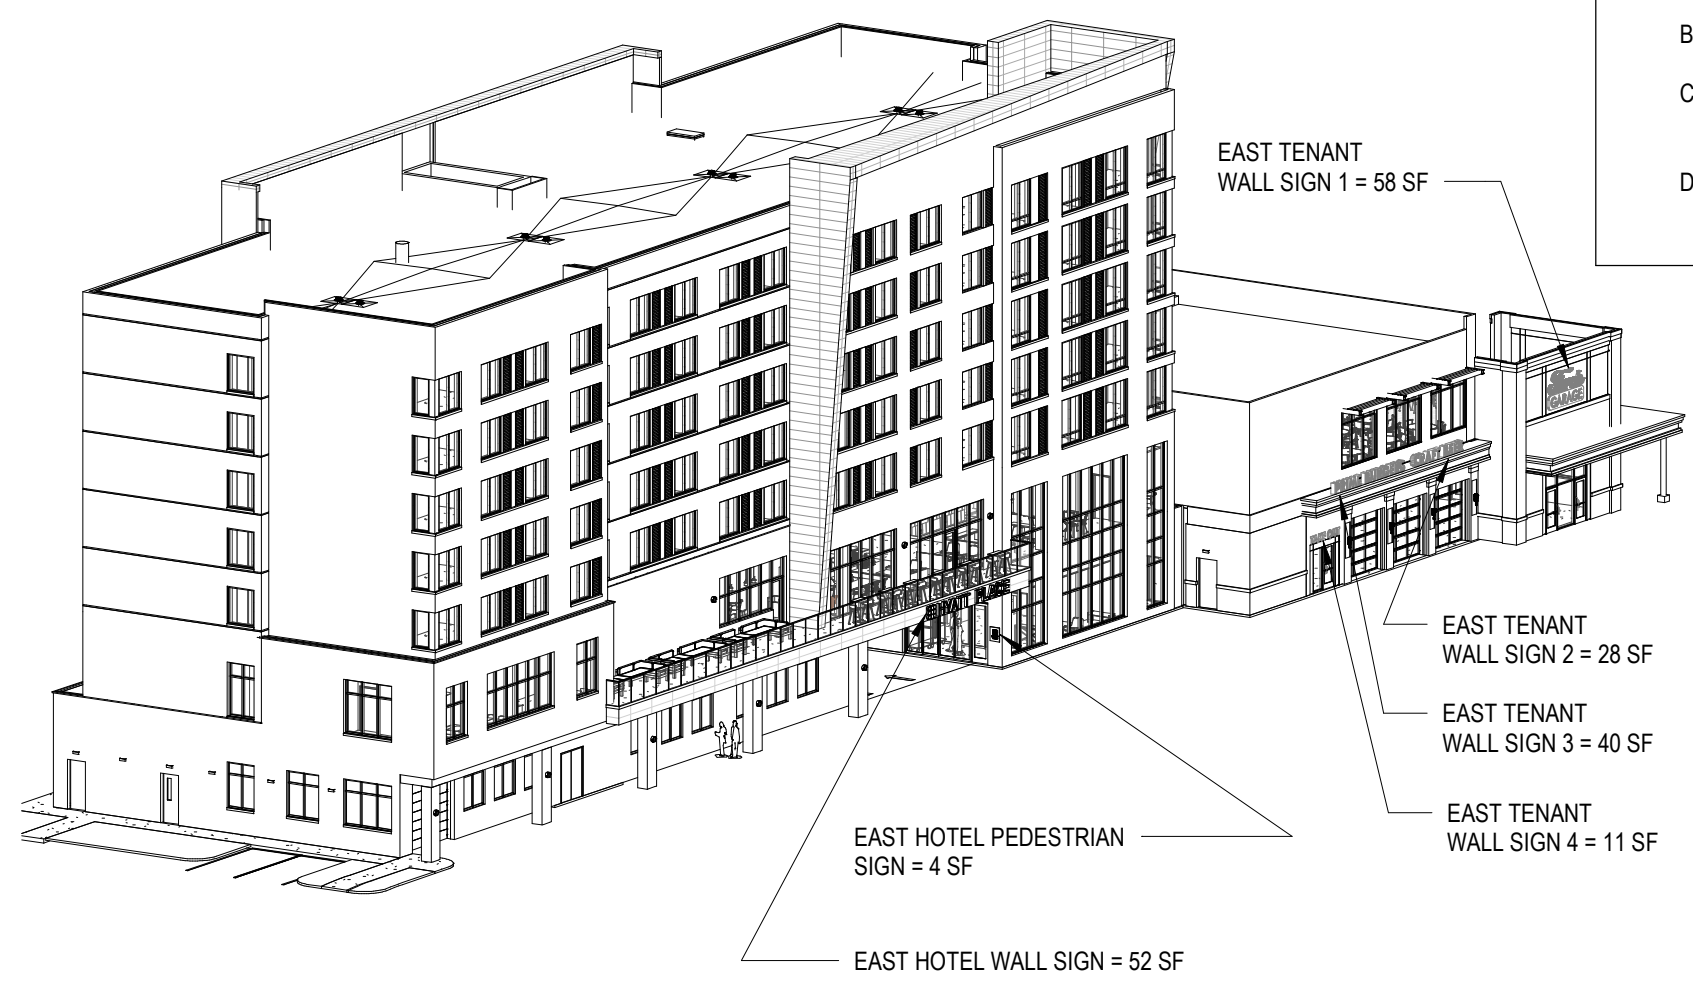 B
C
D
EAST TENANT
WALL SIGN 1 = 58 SF
GARAGE
HYATT PLACE
EAST TENANT
WALL SIGN 2 = 28 SF
EAST TENANT
WALL SIGN 3 = 40 SF
EAST TENANT
WALL SIGN 4 = 11 SF
EAST HOTEL PEDESTRIAN
SIGN = 4 SF
EAST HOTEL WALL SIGN = 52 SF